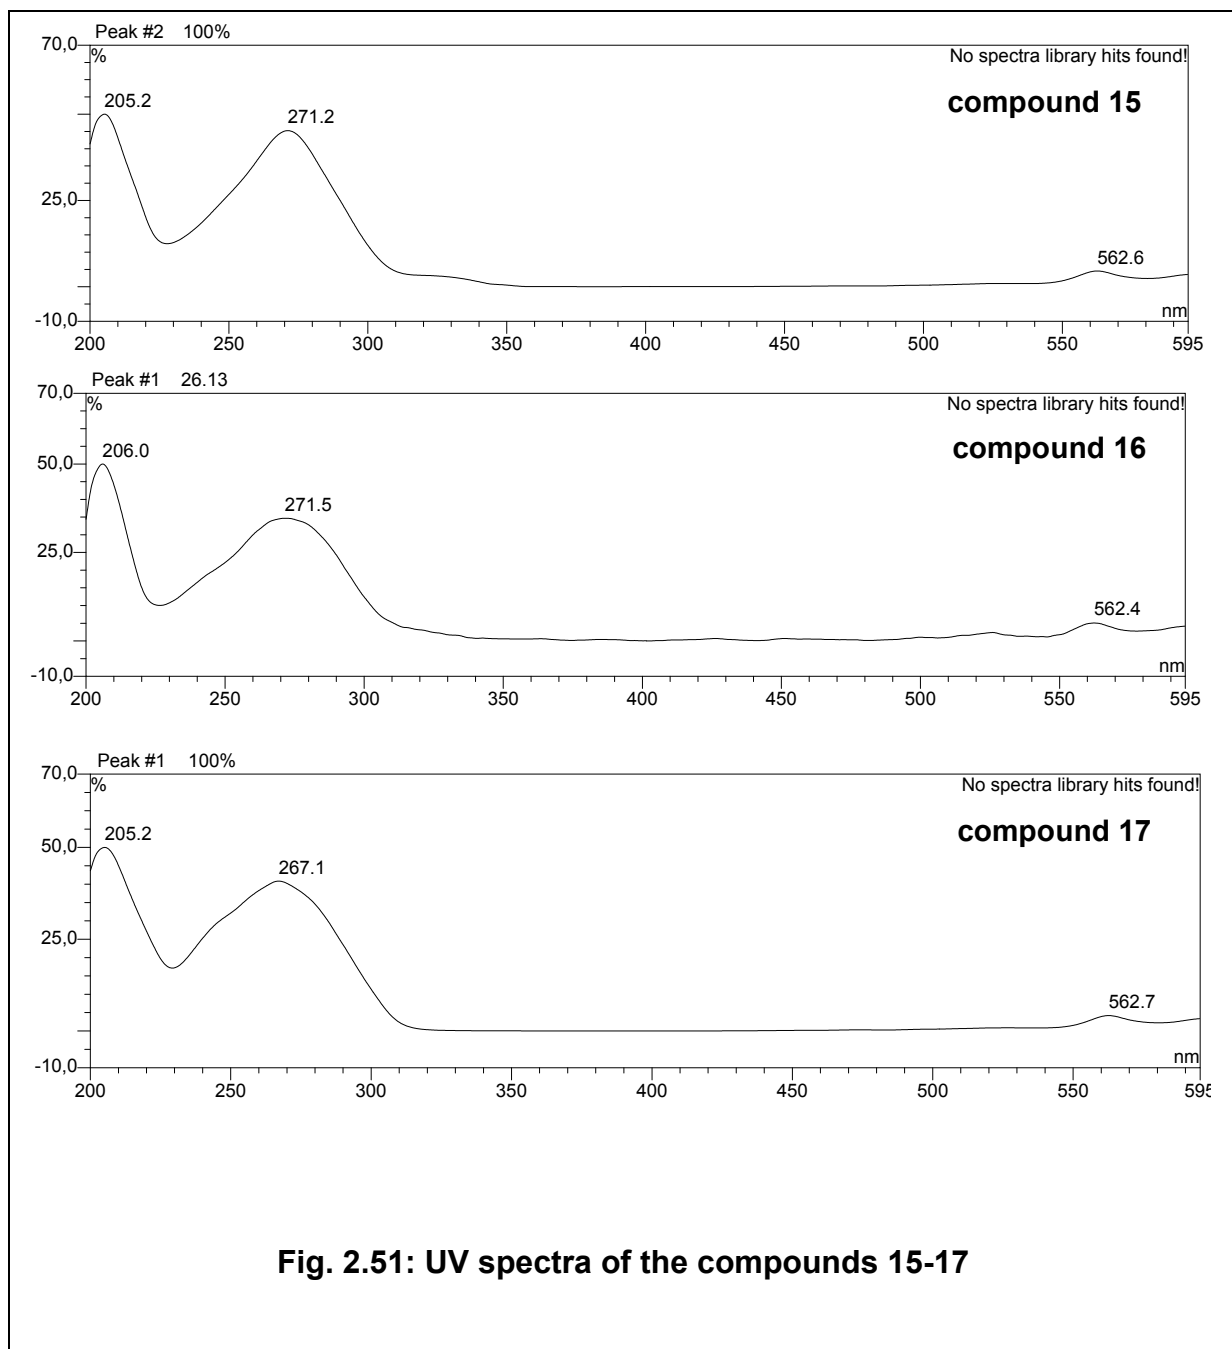 Peak #2 100%
70,0
%
No spectra library hits found!
compound 15
205.2
271.2
25,0
562.6
nm
-10,0
200 250 300 350 400 450 500 550 595
Peak #1 26.13
70,0
%
No spectra library hits found!
compound 16
206.0
50,0
271.5
25,0
562.4
nm
-10,0
200 250 300 350 400 450 500 550 595
Peak #1 100%
70,0
%
No spectra library hits found!
compound 17
205.2
50,0
267.1
25,0
562.7
nm
-10,0
200 250 300 350 400 450 500 550 595
Fig. 2.51: UV spectra of the compounds 15-17